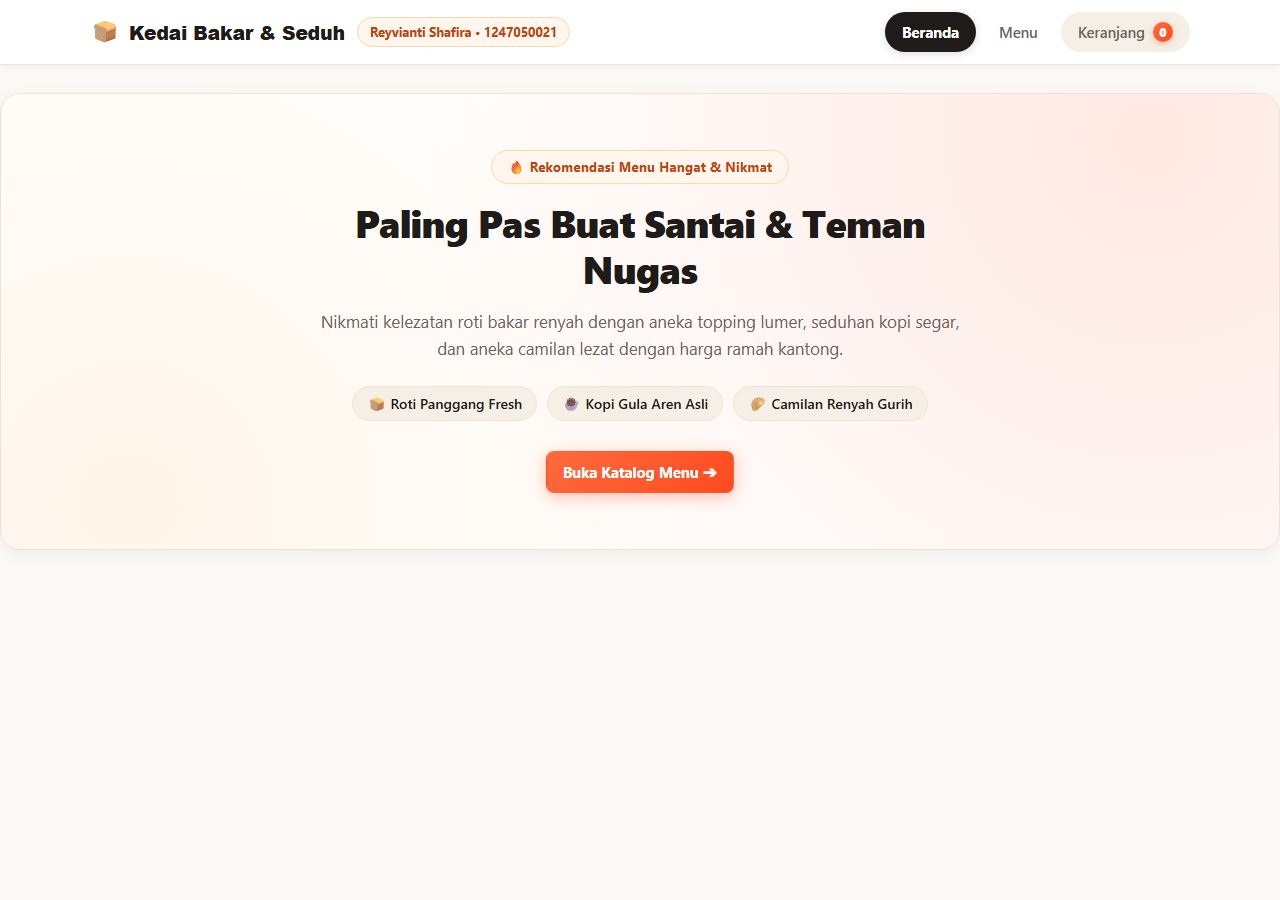 Kedai Bakar & Seduh
Reyvianti Shafira • 1247050021
Beranda
Menu
Keranjang 0
Rekomendasi Menu Hangat & Nikmat
Paling Pas Buat Santai & Teman
Nugas
Nikmati kelezatan roti bakar renyah dengan aneka topping lumer, seduhan kopi segar,
dan aneka camilan lezat dengan harga ramah kantong.
Roti Panggang Fresh
Kopi Gula Aren Asli
Camilan Renyah Gurih
Buka Katalog Menu ➔